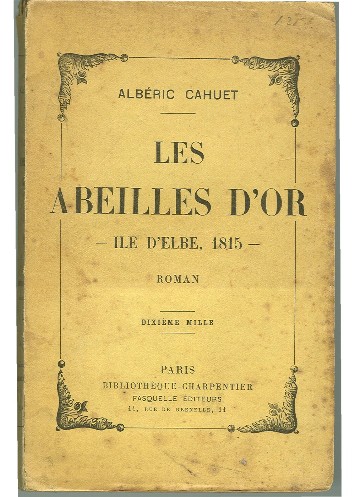 ALBÉRIC CAHUET
LES
ABEILLES D'OR
— ILE D'ELBE, 1815 —
ROMAN
DIXIÈME MILLE
PARIS
BIBLIOTHÈQUE-CHARPENTIER
FASQUELLE ÉDITEURS
11, RUE DE GRENELLE, 11